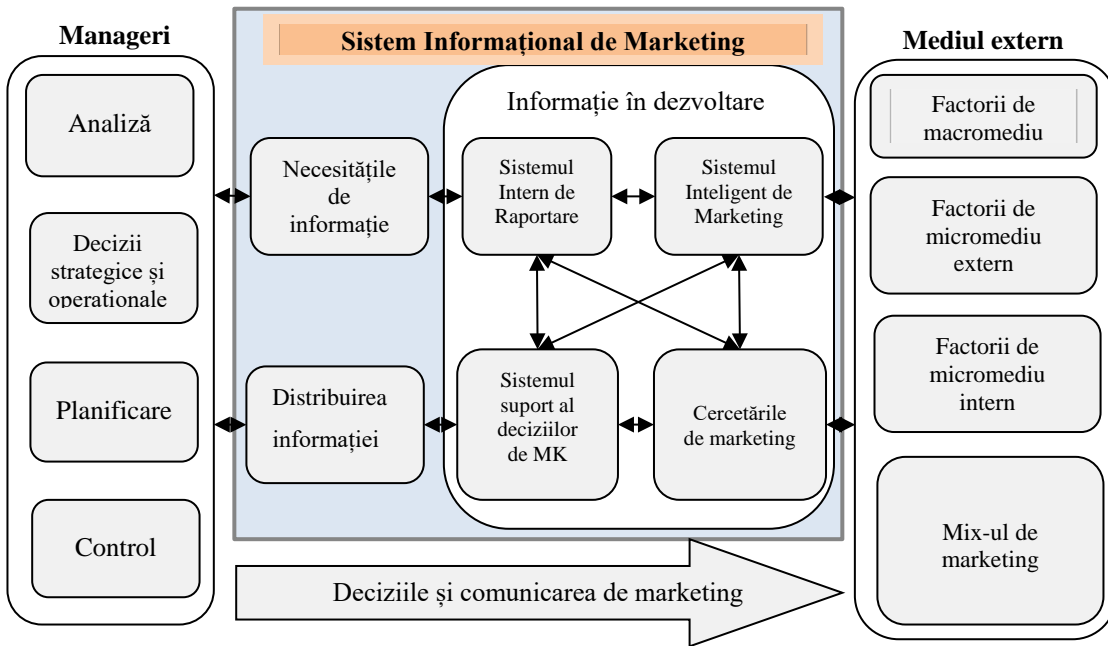 Manageri
Analiză
Decizii
strategice și
operationale
Planificare
Control
Sistem Informațional de Marketing
Necesitățile
de
informație
Distribuirea
informației
Informație în dezvoltare
Sistemul
Intern de
Raportare
Sistemul
Inteligent de
Marketing
Sistemul
suport al
deciziilor
de MK
Cercetările
de marketing
Deciziile și comunicarea de marketing
Mediul extern
Factorii de
macromediu
Factorii de
micromediu
extern
Factorii de
micromediu
intern
Mix-ul de
marketing